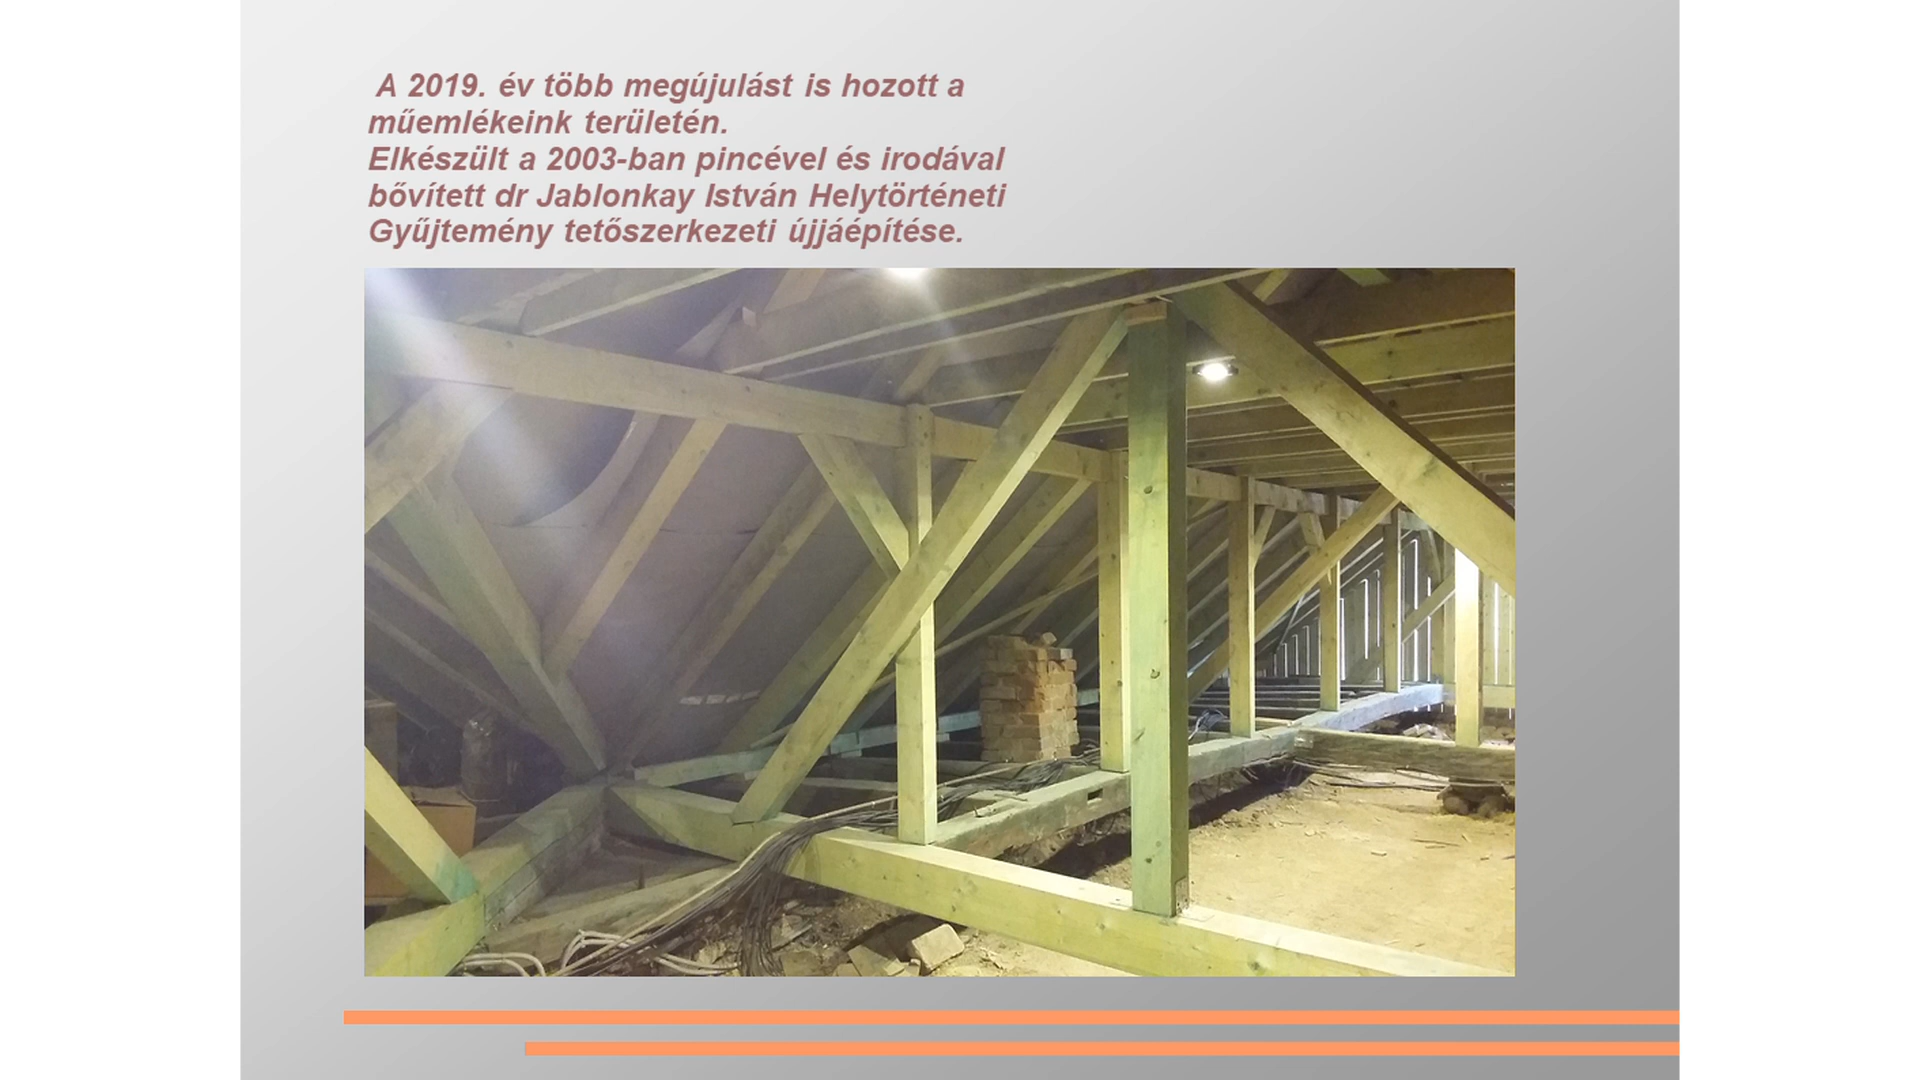 A 2019. év több megújulást is hozott a
műemlékeink területén.
Elkészült a 2003-ban pincével és irodával
bővített dr Jablonkay István Helytörténeti
Gyűjtemény tetőszerkezeti újjáépítése.